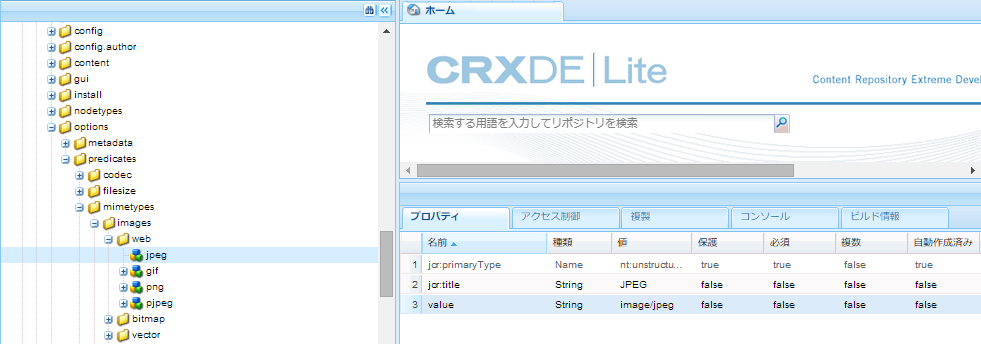 config
config.author
content
gui
install
nodetypes
options
metadata
predicates
codec
filesize
mimetypes
images
web
jpeg
gif
png
pjpeg
bitmap
vector
ホーム
CRXDE Lite
Content Repository Extreme Deve
検索する用語を入力してリポジトリを検索
プロパティ アクセス制御 複製 コンソール ビルド情報
名前 種類 値 保護 必須 複数 自動作成済み
1 jcr:primaryType Name nt:unstructu... true true false true
2 jcr:title String JPEG false false false false
3 value String image/jpeg false false false false